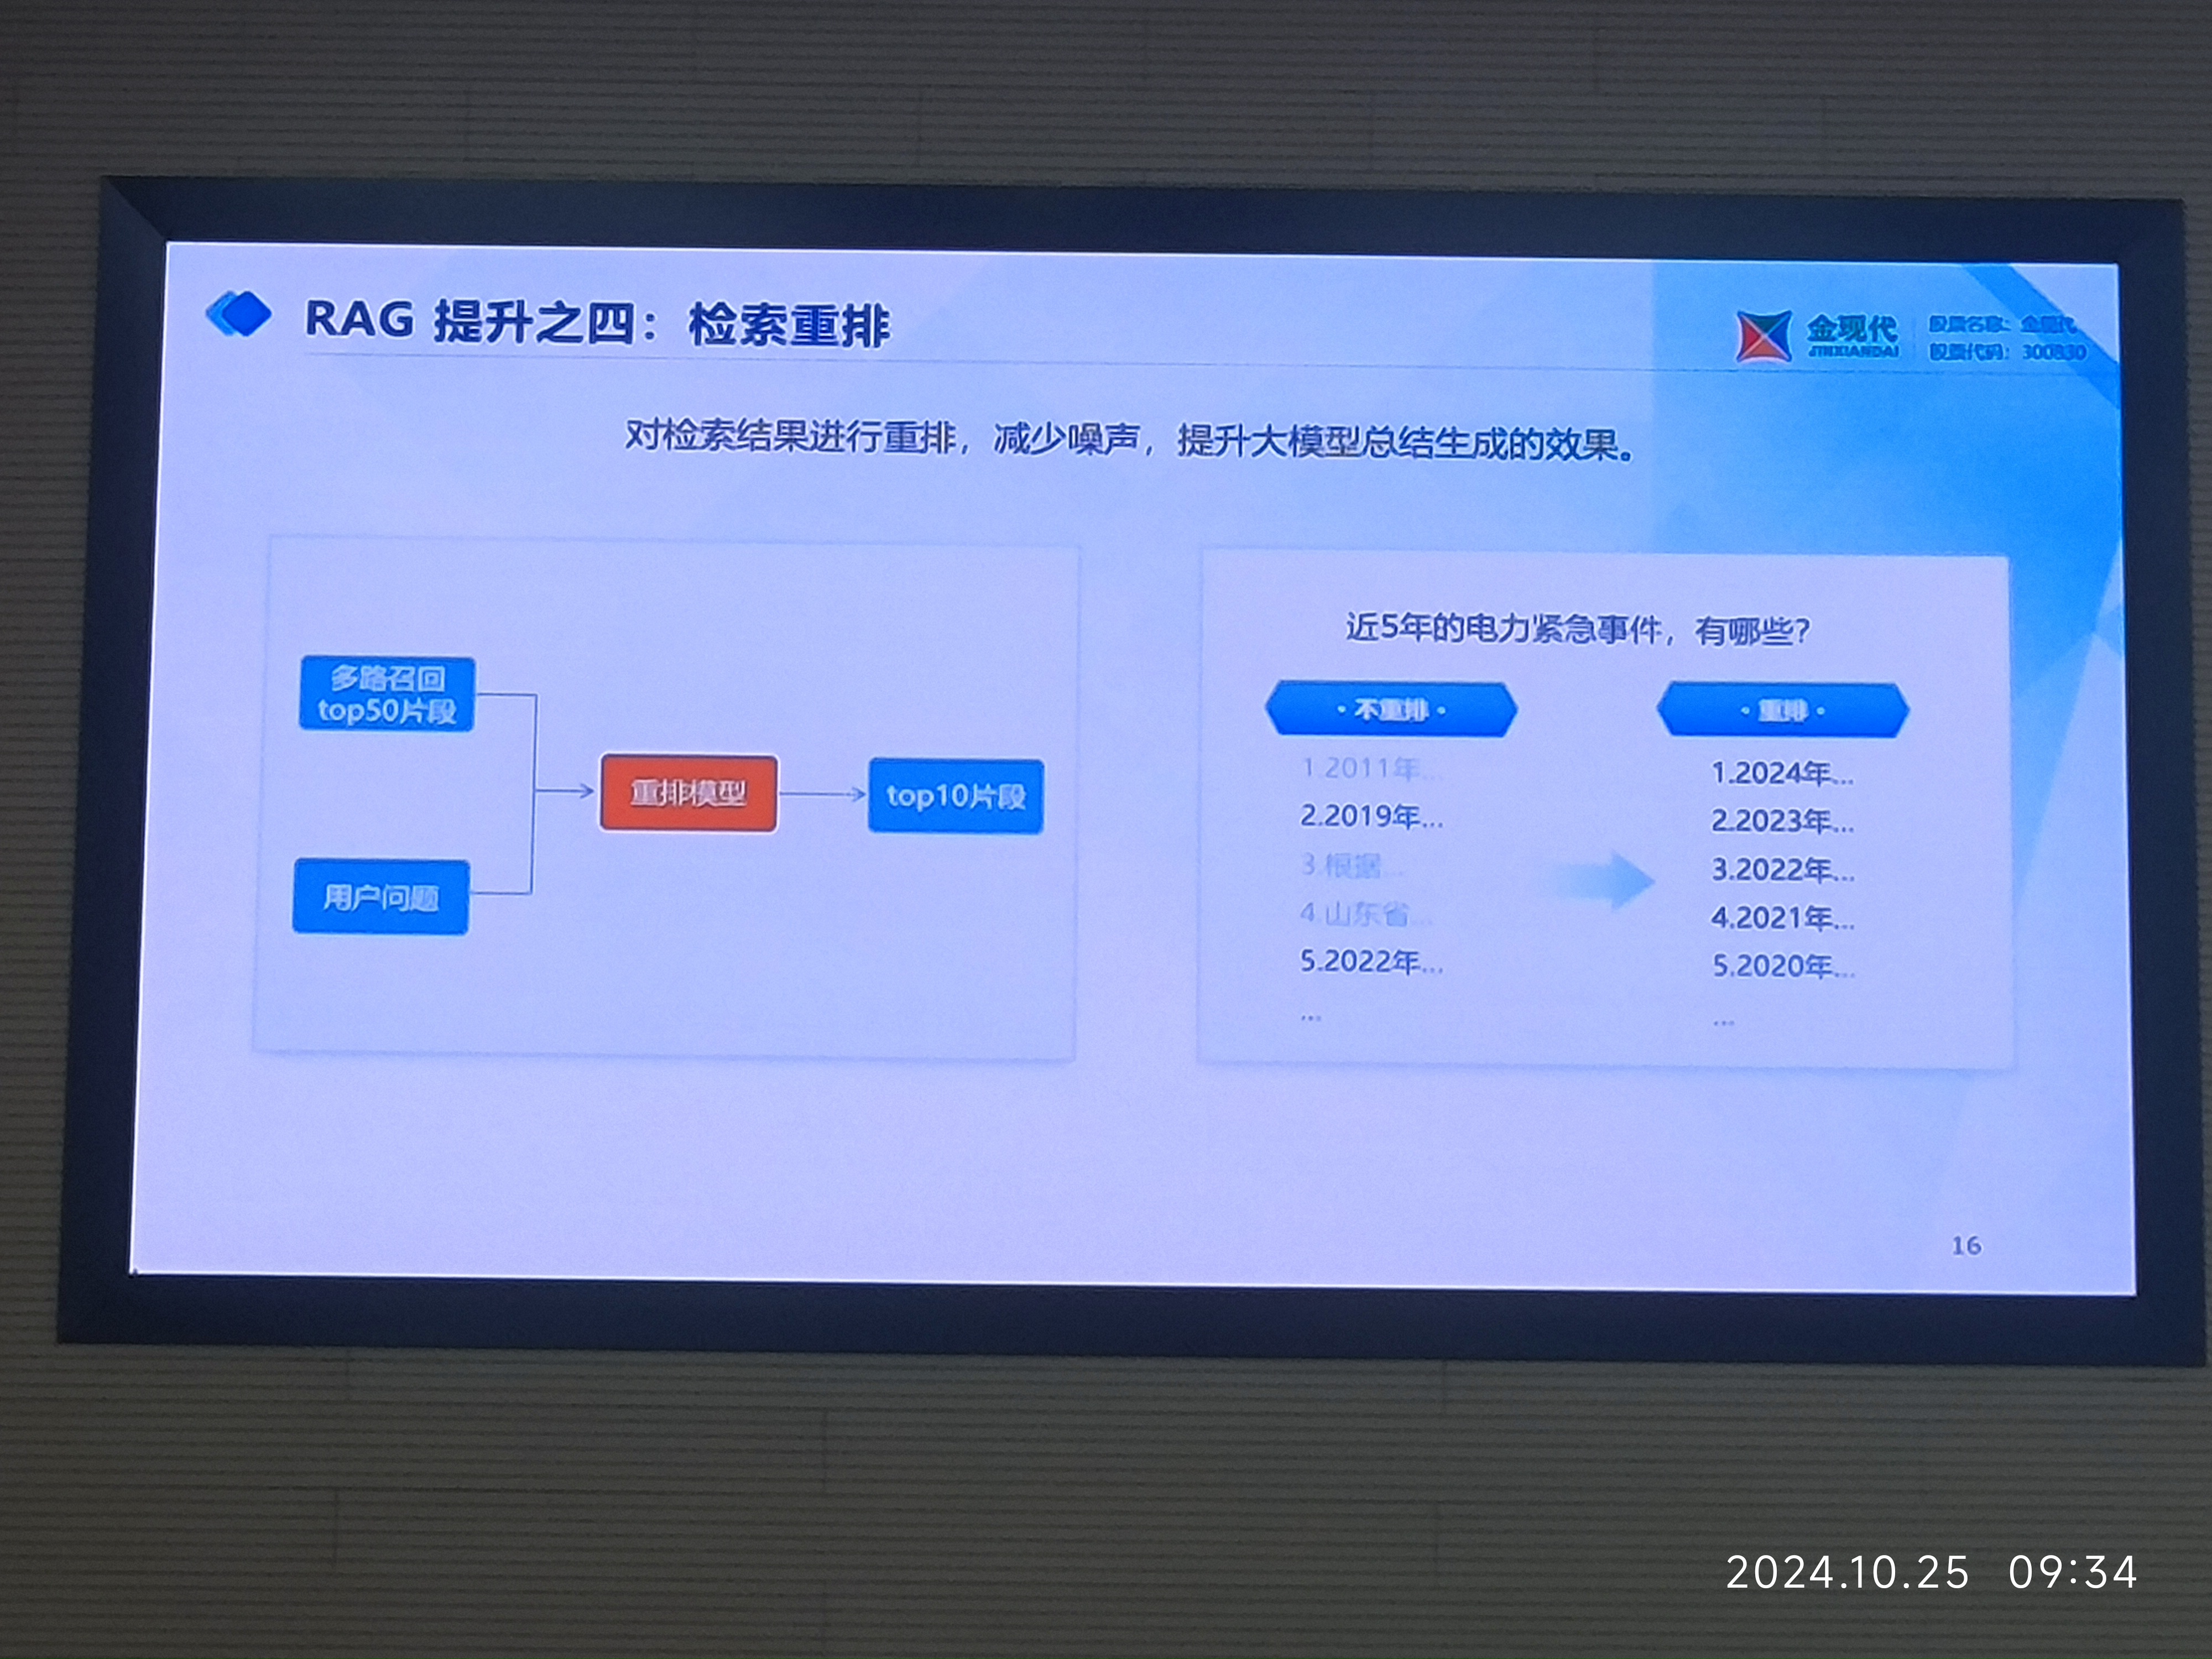 RAG 提升之四：检索重排
金现代
JINXIANDAI
股票名称：金现代
股票代码：300830
对检索结果进行重排，减少噪声，提升大模型总结生成的效果。
多路召回
top50片段
用户问题
重排模型
top10片段
近5年的电力紧急事件，有哪些？
·不重排·
1.2011年...
2.2019年...
3.根据...
4.山东省...
5.2022年...
...
·重排·
1.2024年...
2.2023年...
3.2022年...
4.2021年...
5.2020年...
...
16
2024.10.25 09:34